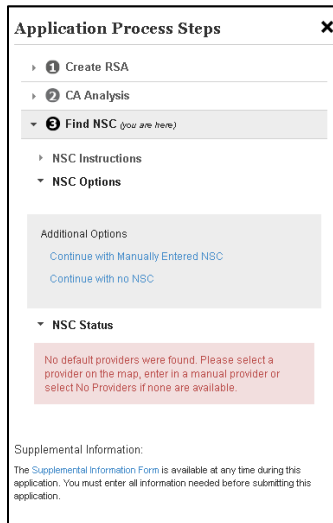 Application Process Steps
1 Create RSA
2 CA Analysis
3 Find NSC (you are here)
NSC Instructions
NSC Options
Additional Options
Continue with Manually Entered NSC
Continue with no NSC
NSC Status
No default providers were found. Please select a
provider on the map, enter in a manual provider or
select No Providers if none are available.
Supplemental Information:
The Supplemental Information Form is available at any time during this
application. You must enter all information needed before submitting this
application.